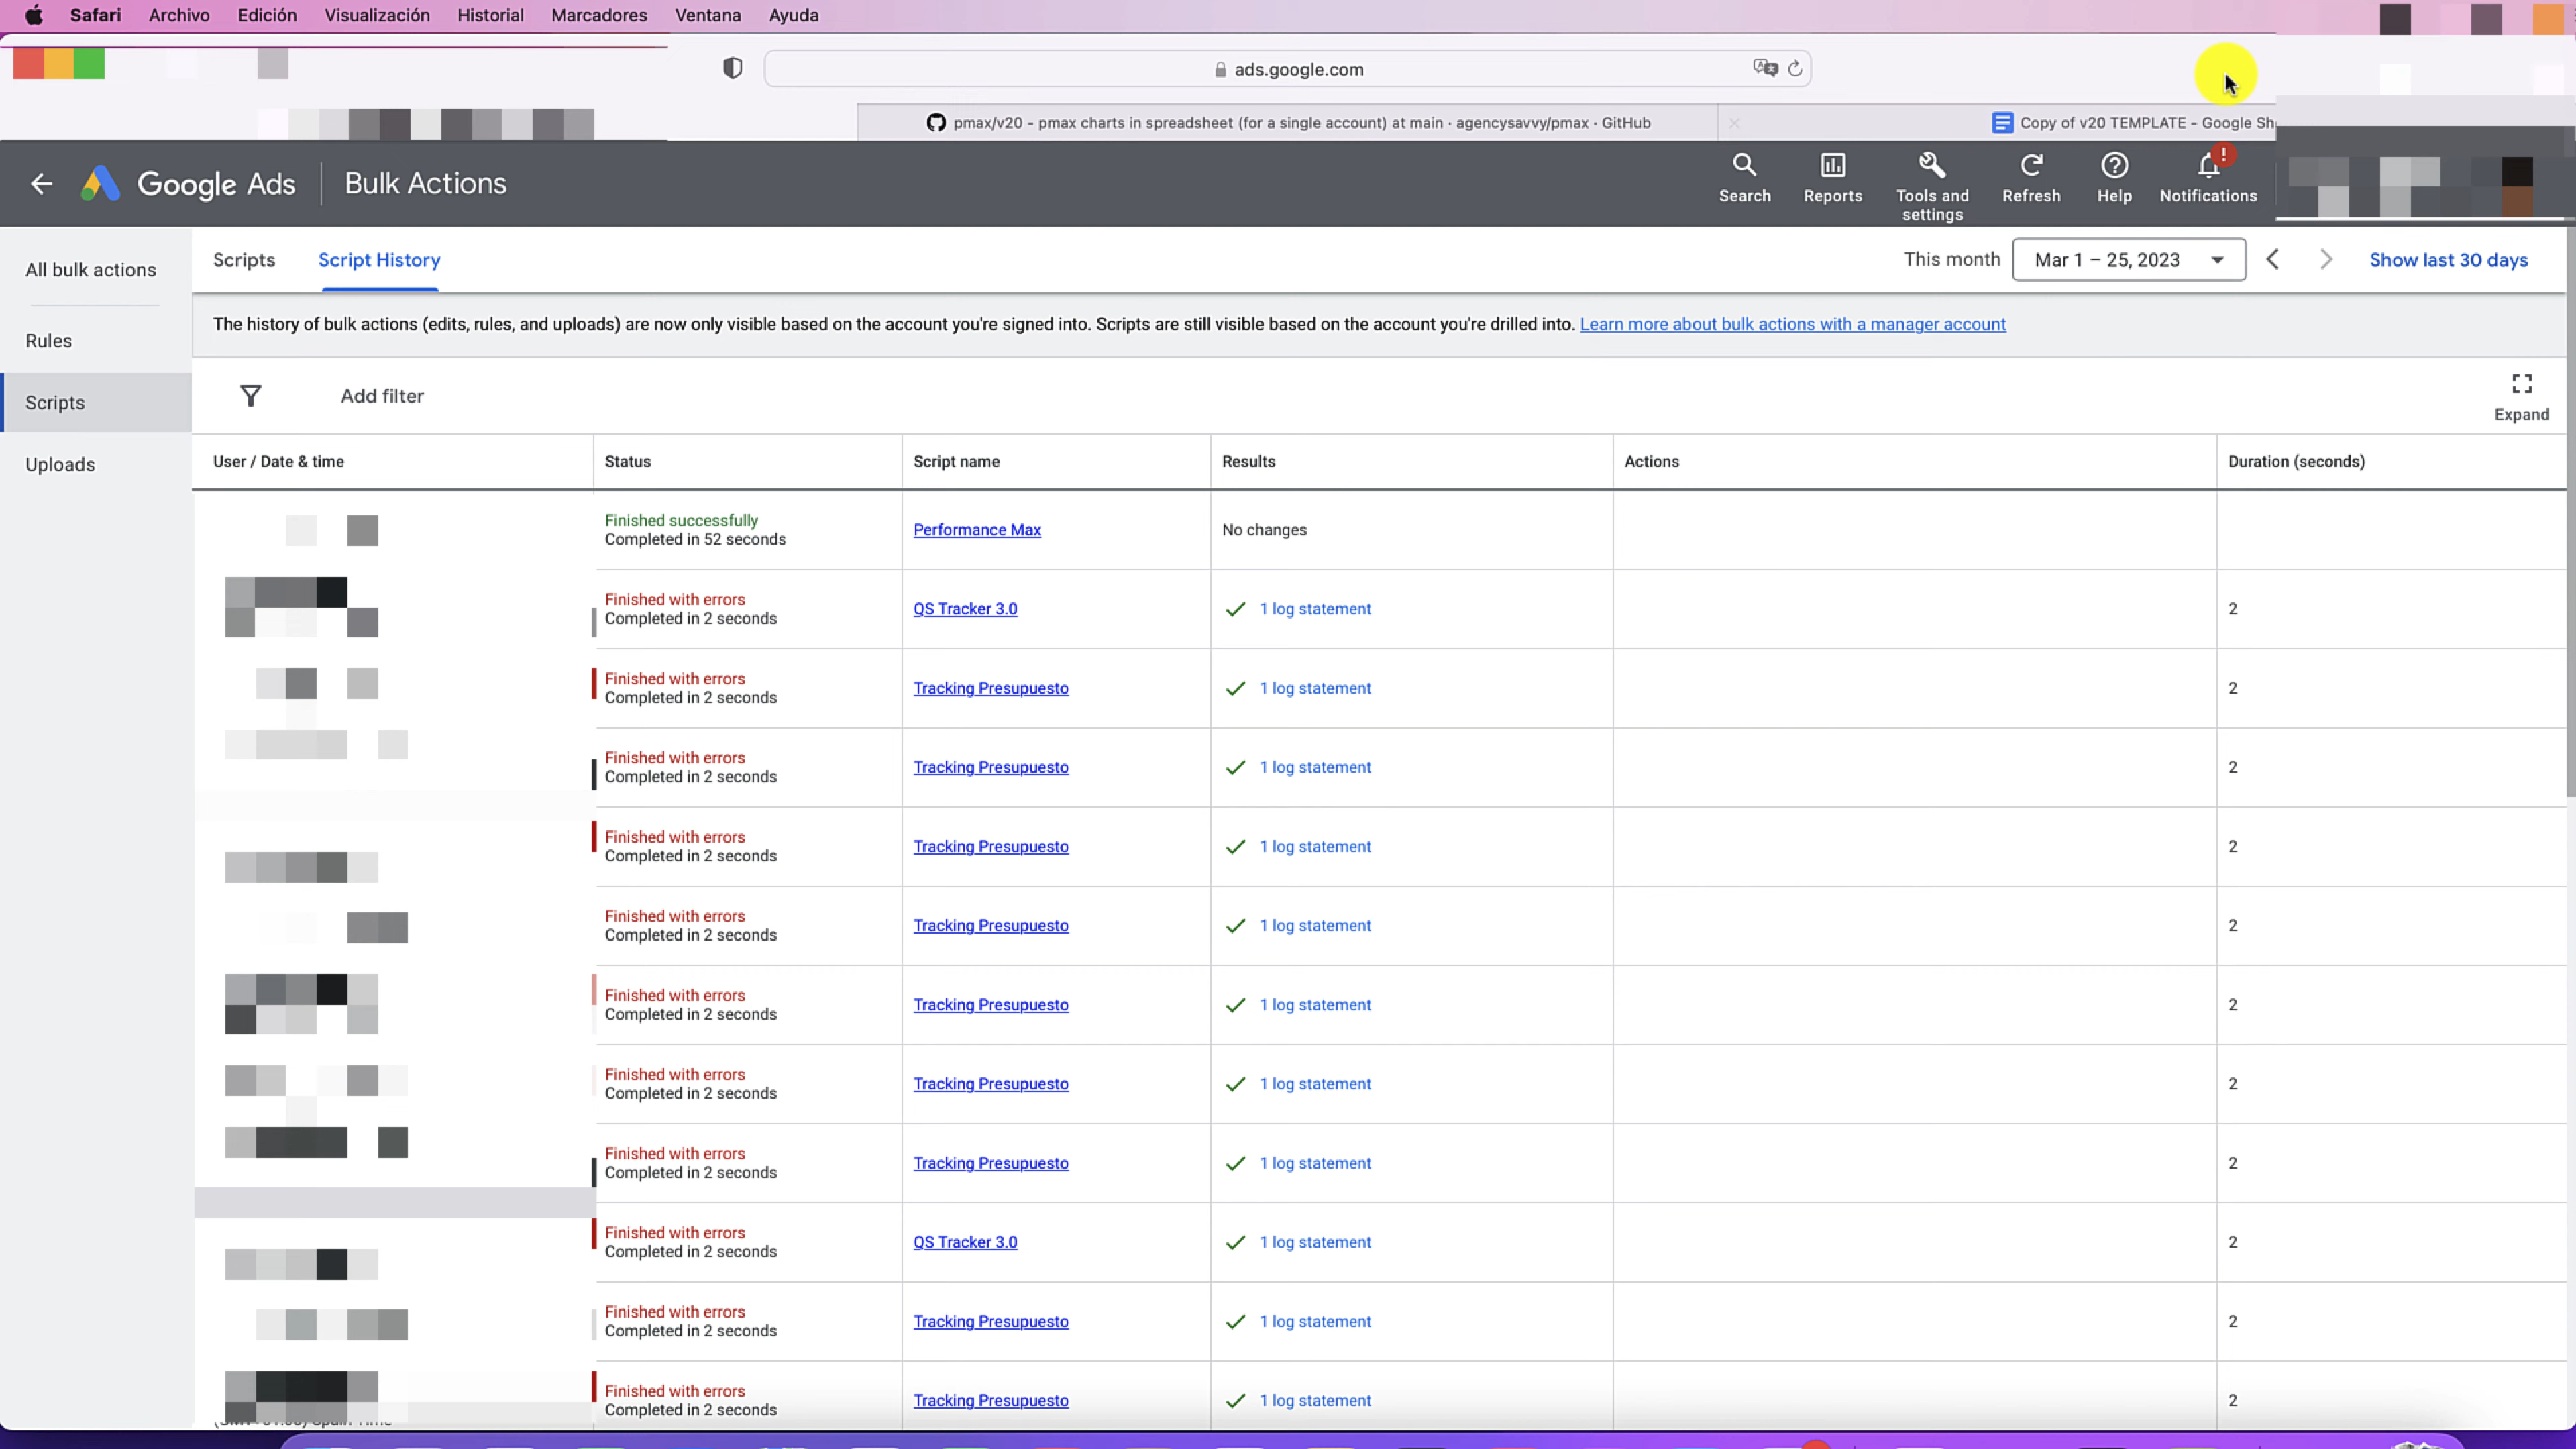 Safari Archivo Edición Visualización Historial Marcadores Ventana Ayuda
ads.google.com
pmax/v20 - pmax charts in spreadsheet (for a single account) at main · agencysavvy/pmax · GitHub
Copy of v20 TEMPLATE - Google Sh
Google Ads Bulk Actions
Search Reports Tools and settings Refresh Help Notifications
All bulk actions
Rules
Scripts
Uploads
Scripts Script History
This month Mar 1 – 25, 2023 Show last 30 days
The history of bulk actions (edits, rules, and uploads) are now only visible based on the account you're signed into. Scripts are still visible based on the account you're drilled into. Learn more about bulk actions with a manager account
Add filter
Expand
User / Date & time Status Script name Results Actions Duration (seconds)
Finished successfully
Completed in 52 seconds
Performance Max
No changes
Finished with errors
Completed in 2 seconds
QS Tracker 3.0
1 log statement
2
Finished with errors
Completed in 2 seconds
Tracking Presupuesto
1 log statement
2
Finished with errors
Completed in 2 seconds
Tracking Presupuesto
1 log statement
2
Finished with errors
Completed in 2 seconds
Tracking Presupuesto
1 log statement
2
Finished with errors
Completed in 2 seconds
Tracking Presupuesto
1 log statement
2
Finished with errors
Completed in 2 seconds
Tracking Presupuesto
1 log statement
2
Finished with errors
Completed in 2 seconds
Tracking Presupuesto
1 log statement
2
Finished with errors
Completed in 2 seconds
Tracking Presupuesto
1 log statement
2
Finished with errors
Completed in 2 seconds
QS Tracker 3.0
1 log statement
2
Finished with errors
Completed in 2 seconds
Tracking Presupuesto
1 log statement
2
Finished with errors
Completed in 2 seconds
Tracking Presupuesto
1 log statement
2